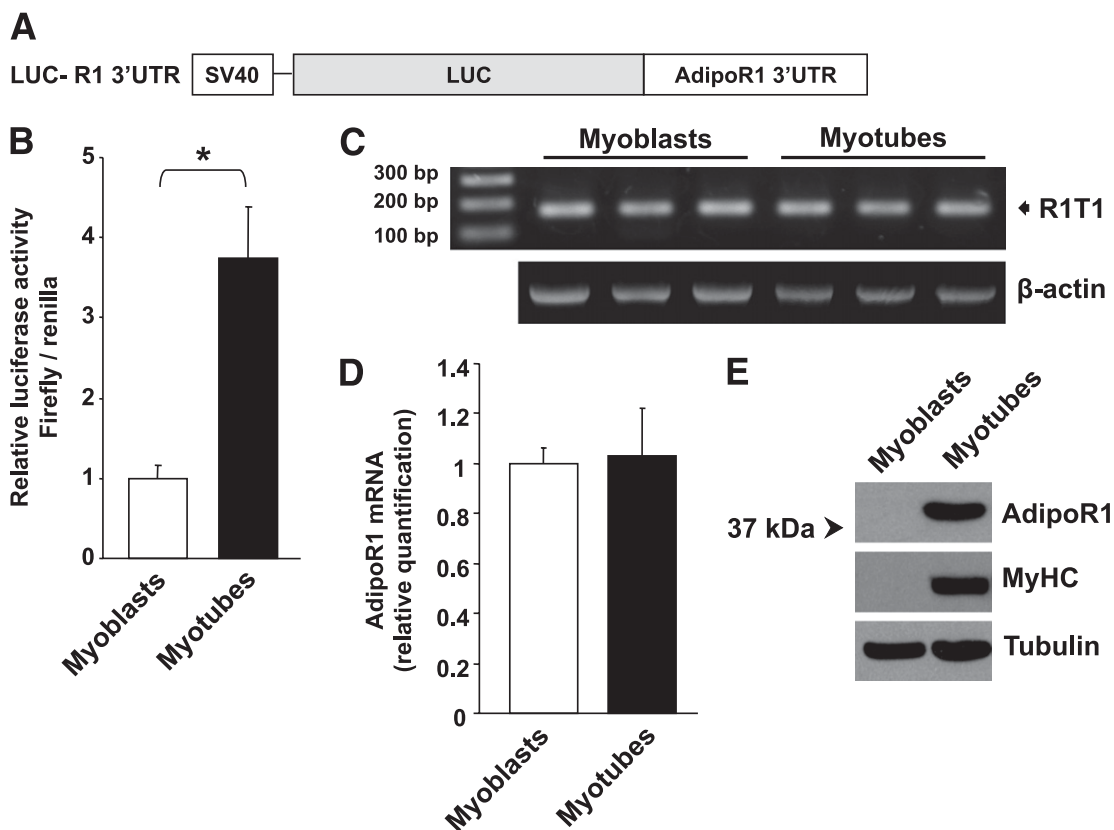 A
LUC- R1 3'UTR
SV40
LUC
AdipoR1 3'UTR
B
Relative luciferase activity
Firefly / renilla
5
4
3
2
1
0
*
Myoblasts
Myotubes
C
Myoblasts
Myotubes
300 bp
200 bp
100 bp
R1T1
β-actin
D
AdipoR1 mRNA
(relative quantification)
1.4
1.2
1
0.8
0.6
0.4
0.2
0
Myoblasts
Myotubes
E
Myoblasts
Myotubes
37 kDa
AdipoR1
MyHC
Tubulin